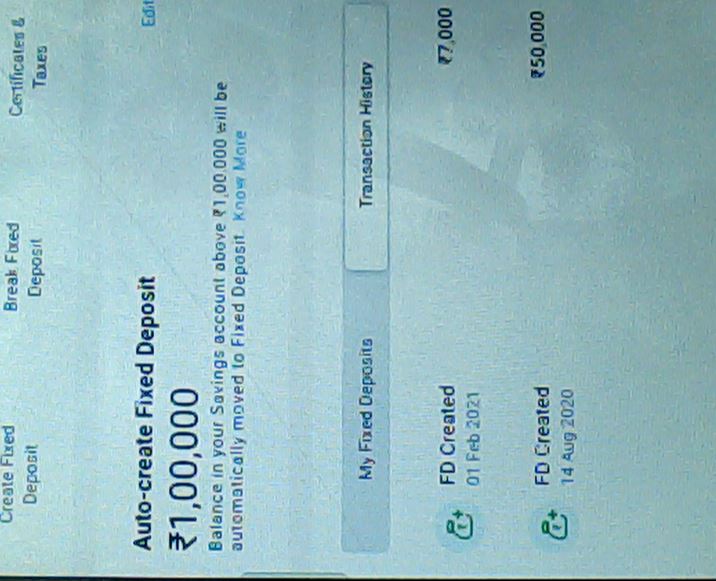 Create Fixed
Deposit
Break Fixed
Deposit
Certificates &
Taxes
Auto-create Fixed Deposit
Edit
₹1,00,000
Balance in your Savings account above ₹1,00,000 will be
automatically moved to Fixed Deposit. Know More
My Fixed Deposits
Transaction History
FD Created
₹7,000
01 Feb 2021
FD Created
₹50,000
14 Aug 2020